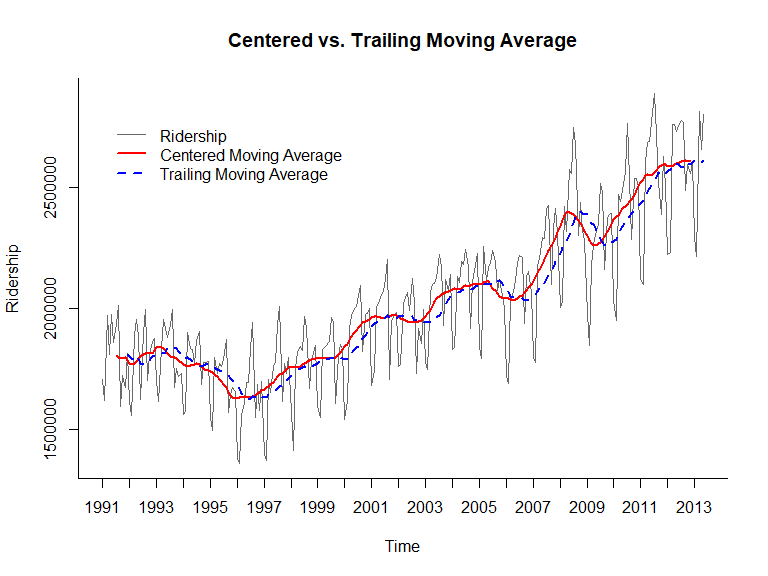 Centered vs. Trailing Moving Average
Ridership
Centered Moving Average
Trailing Moving Average
Ridership
2500000
2000000
1500000
1991 1993 1995 1997 1999 2001 2003 2005 2007 2009 2011 2013
Time